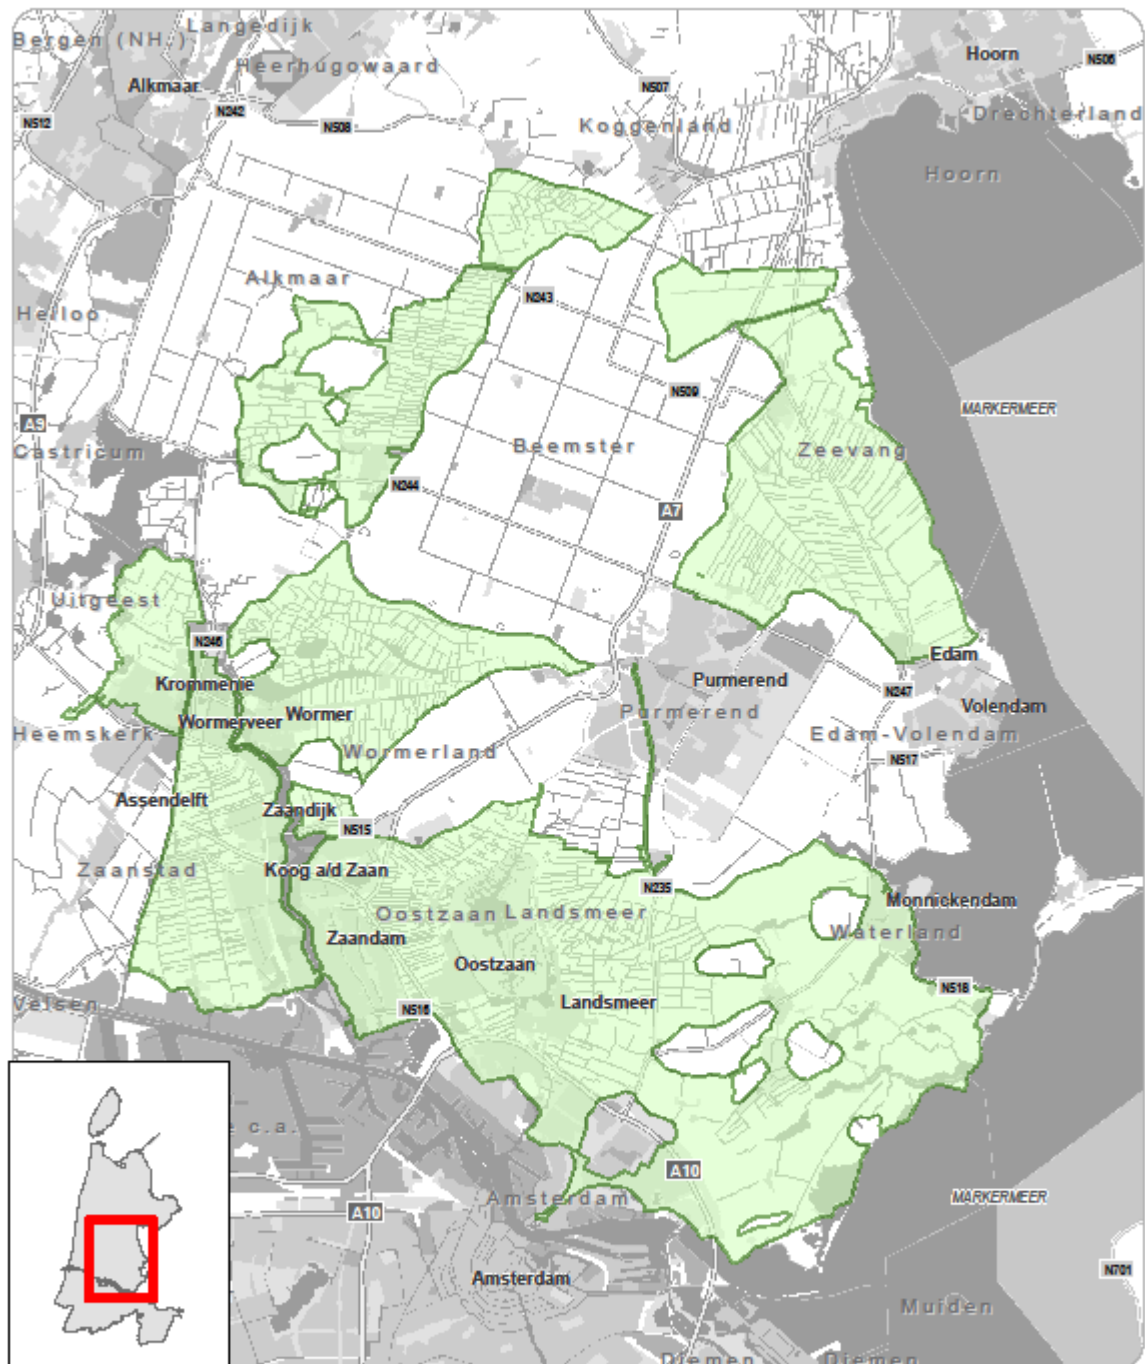 Langedijk
Bergen (NH.)
Hoorn
N506
Heerhugowaard
Alkmaar
N507
N242
Drechterland
N512
N508
Koggenland
Hoorn
Alkmaar
N243
Heiloo
N509
MARKERMEER
A9
Beemster
Zeevang
Castricum
N244
A7
Uitgeest
N246
Edam
Krommenie
Purmerend
N247
Volendam
Wormer
Purmerend
Wormerveer
Heemskerk
Edam-Volendam
Wormerland
N517
Assendelft
Zaandijk
N515
Zaanstad
Koog a/d Zaan
N235
Monnickendam
Oostzaan
Landsmeer
Waterland
Zaandam
Oostzaan
N518
Velsen
Landsmeer
N516
e c.a.
A10
Amsterdam
MARKERMEER
A10
N701
Amsterdam
Muiden
Diemen
Diemen